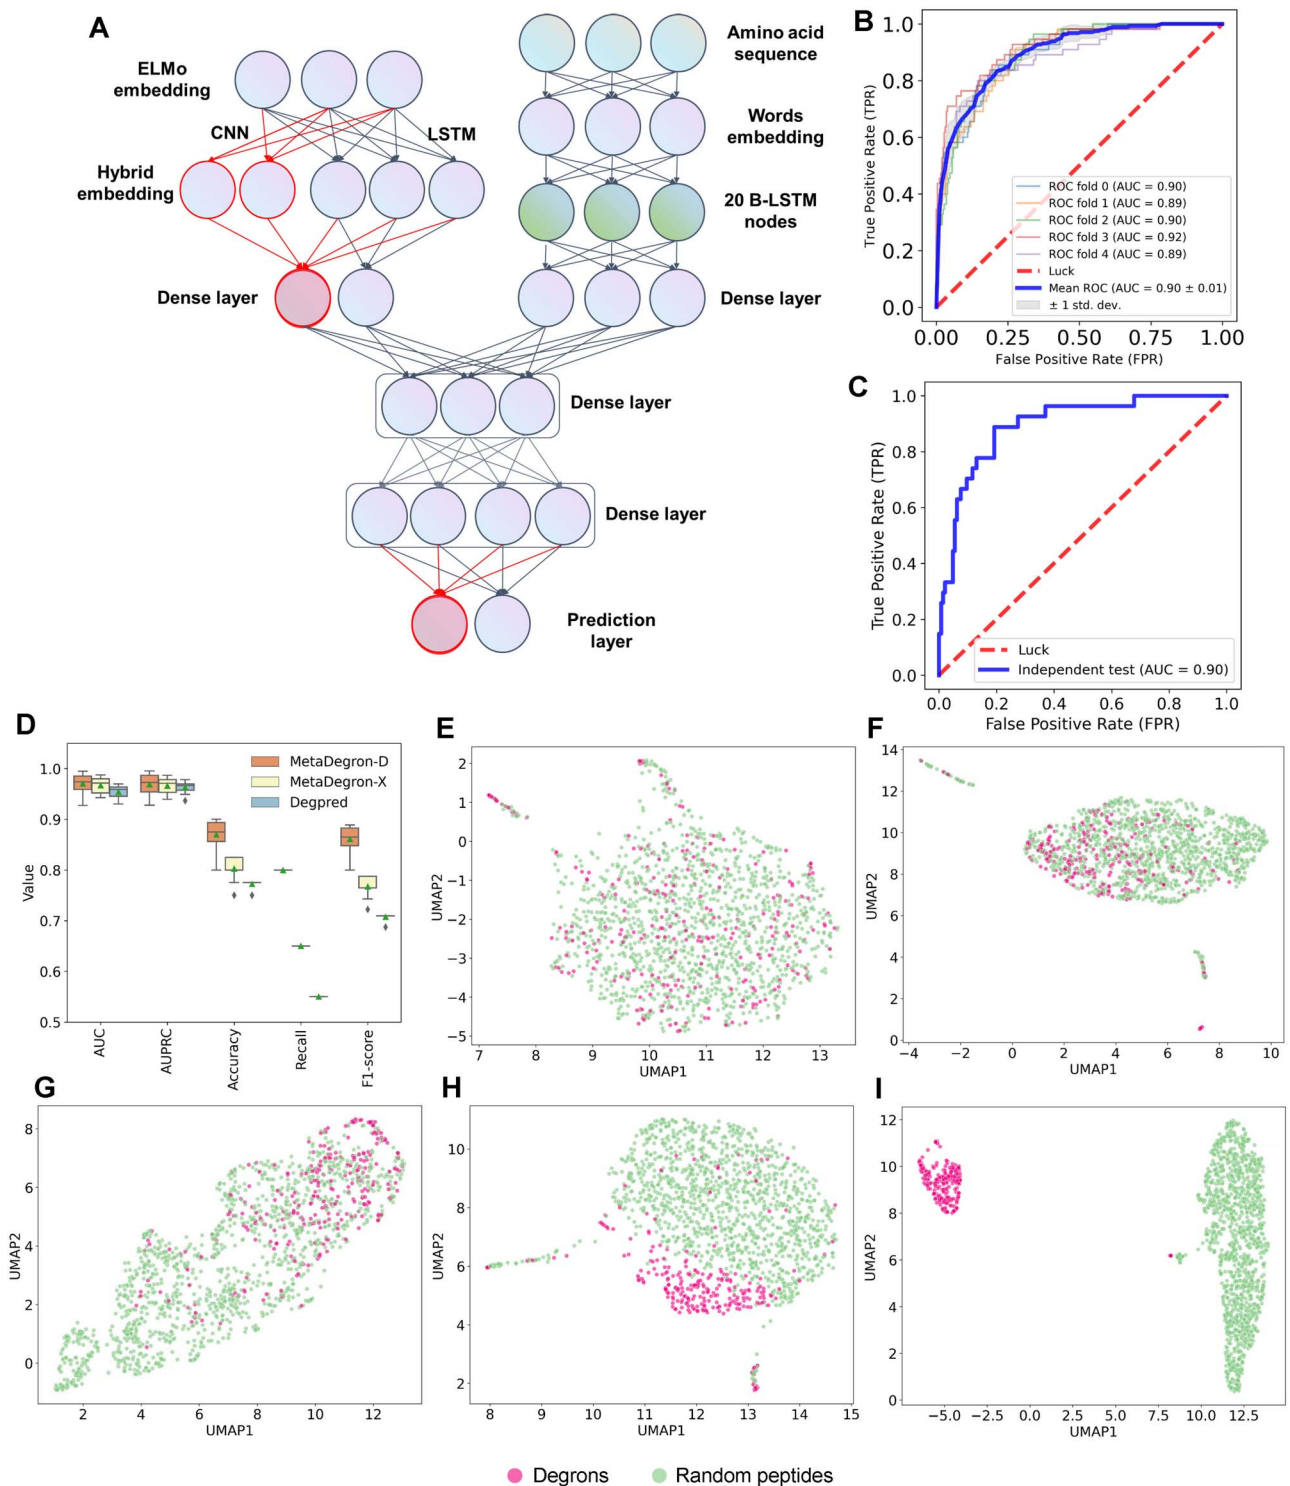 A
ELMo
embedding
CNN
LSTM
Hybrid
embedding
Dense layer
Amino acid
sequence
Words
embedding
20 B-LSTM
nodes
Dense layer
Dense layer
Dense layer
Prediction
layer
B
True Positive Rate (TPR)
1.0
0.8
0.6
0.4
0.2
0.0
ROC fold 0 (AUC = 0.90)
ROC fold 1 (AUC = 0.89)
ROC fold 2 (AUC = 0.90)
ROC fold 3 (AUC = 0.92)
ROC fold 4 (AUC = 0.89)
Luck
Mean ROC (AUC = 0.90 ± 0.01)
± 1 std. dev.
0.00 0.25 0.50 0.75 1.00
False Positive Rate (FPR)
C
True Positive Rate (TPR)
1.0
0.8
0.6
0.4
0.2
0.0
Luck
Independent test (AUC = 0.90)
0.0 0.2 0.4 0.6 0.8 1.0
False Positive Rate (FPR)
D
Value
1.0
0.9
0.8
0.7
0.6
0.5
MetaDegron-D
MetaDegron-X
Degpred
AUC
AUPRC
Accuracy
Recall
F1-score
E
UMAP2
2
1
0
−1
−2
−3
−4
−5
7 8 9 10 11 12 13
UMAP1
F
UMAP2
14
12
10
8
6
4
2
0
−4 −2 0 2 4 6 8 10
UMAP1
G
UMAP2
8
6
4
2
0
2 4 6 8 10 12
UMAP1
H
UMAP2
10
8
6
4
2
8 9 10 11 12 13 14 15
UMAP1
I
UMAP2
12
10
8
6
4
2
0
−5.0 −2.5 0.0 2.5 5.0 7.5 10.0 12.5
UMAP1
Degrons
Random peptides